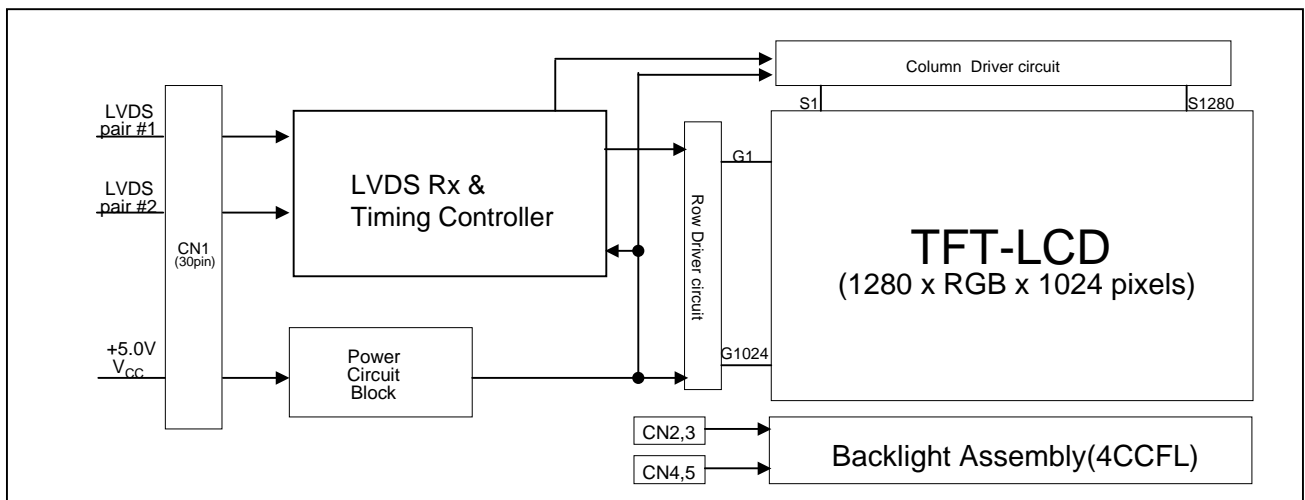 Column  Driver circuit
S1
S1280
LVDS
pair #1
LVDS
pair #2
CN1
(30pin)
+5.0V
VCC
LVDS Rx &
Timing Controller
Power
Circuit
Block
Row Driver circuit
G1
G1024
TFT-LCD
(1280 x RGB x 1024 pixels)
CN2,3
CN4,5
Backlight Assembly(4CCFL)